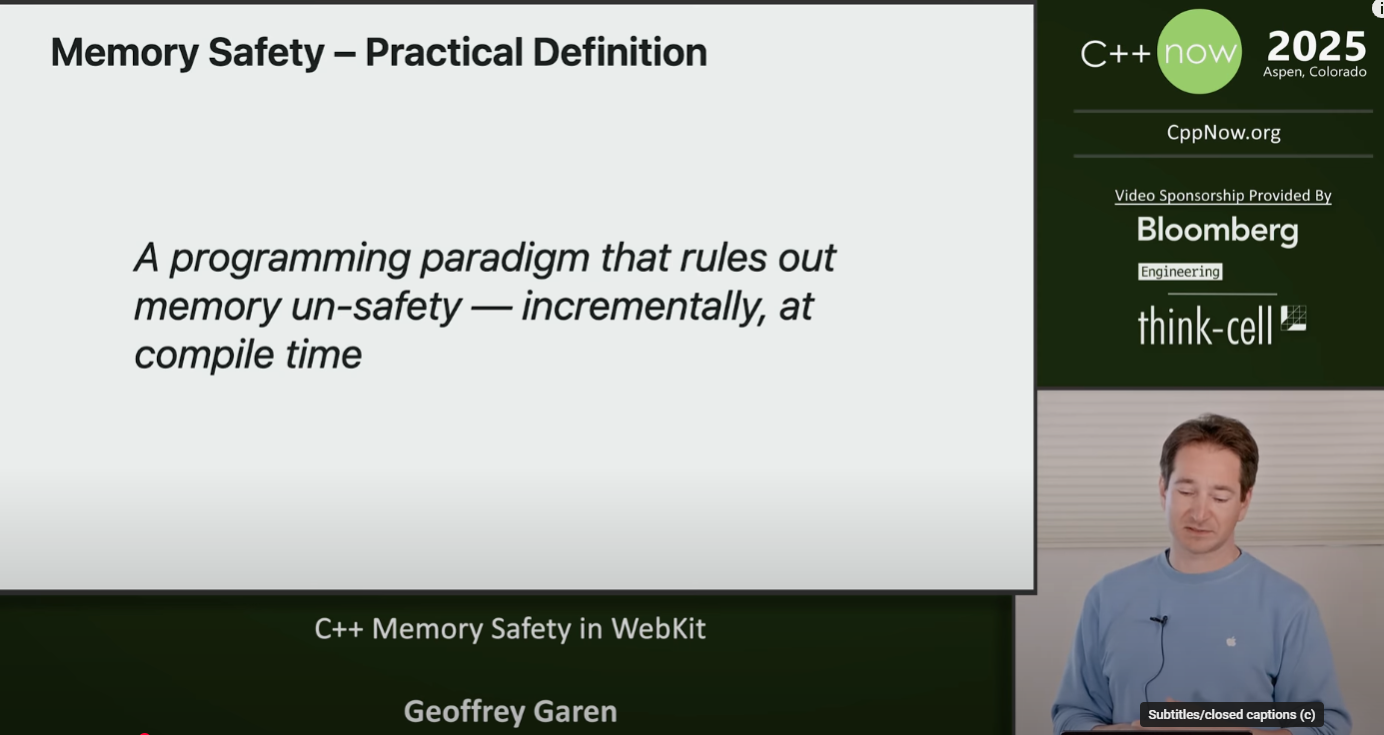 Memory Safety – Practical Definition
A programming paradigm that rules out
memory un-safety — incrementally, at
compile time
C++ now 2025
Aspen, Colorado
CppNow.org
Video Sponsorship Provided By
Bloomberg
Engineering
think-cell
C++ Memory Safety in WebKit
Geoffrey Garen
Subtitles/closed captions (c)